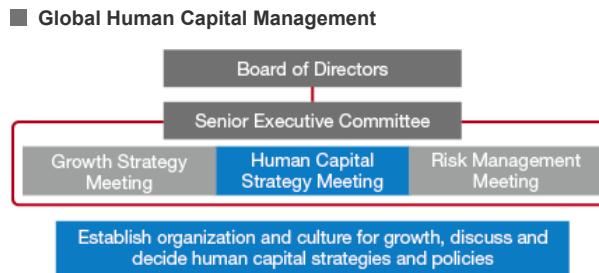 Global Human Capital Management
Board of Directors
Senior Executive Committee
Growth Strategy
Meeting
Human Capital
Strategy Meeting
Risk Management
Meeting
Establish organization and culture for growth, discuss and
decide human capital strategies and policies